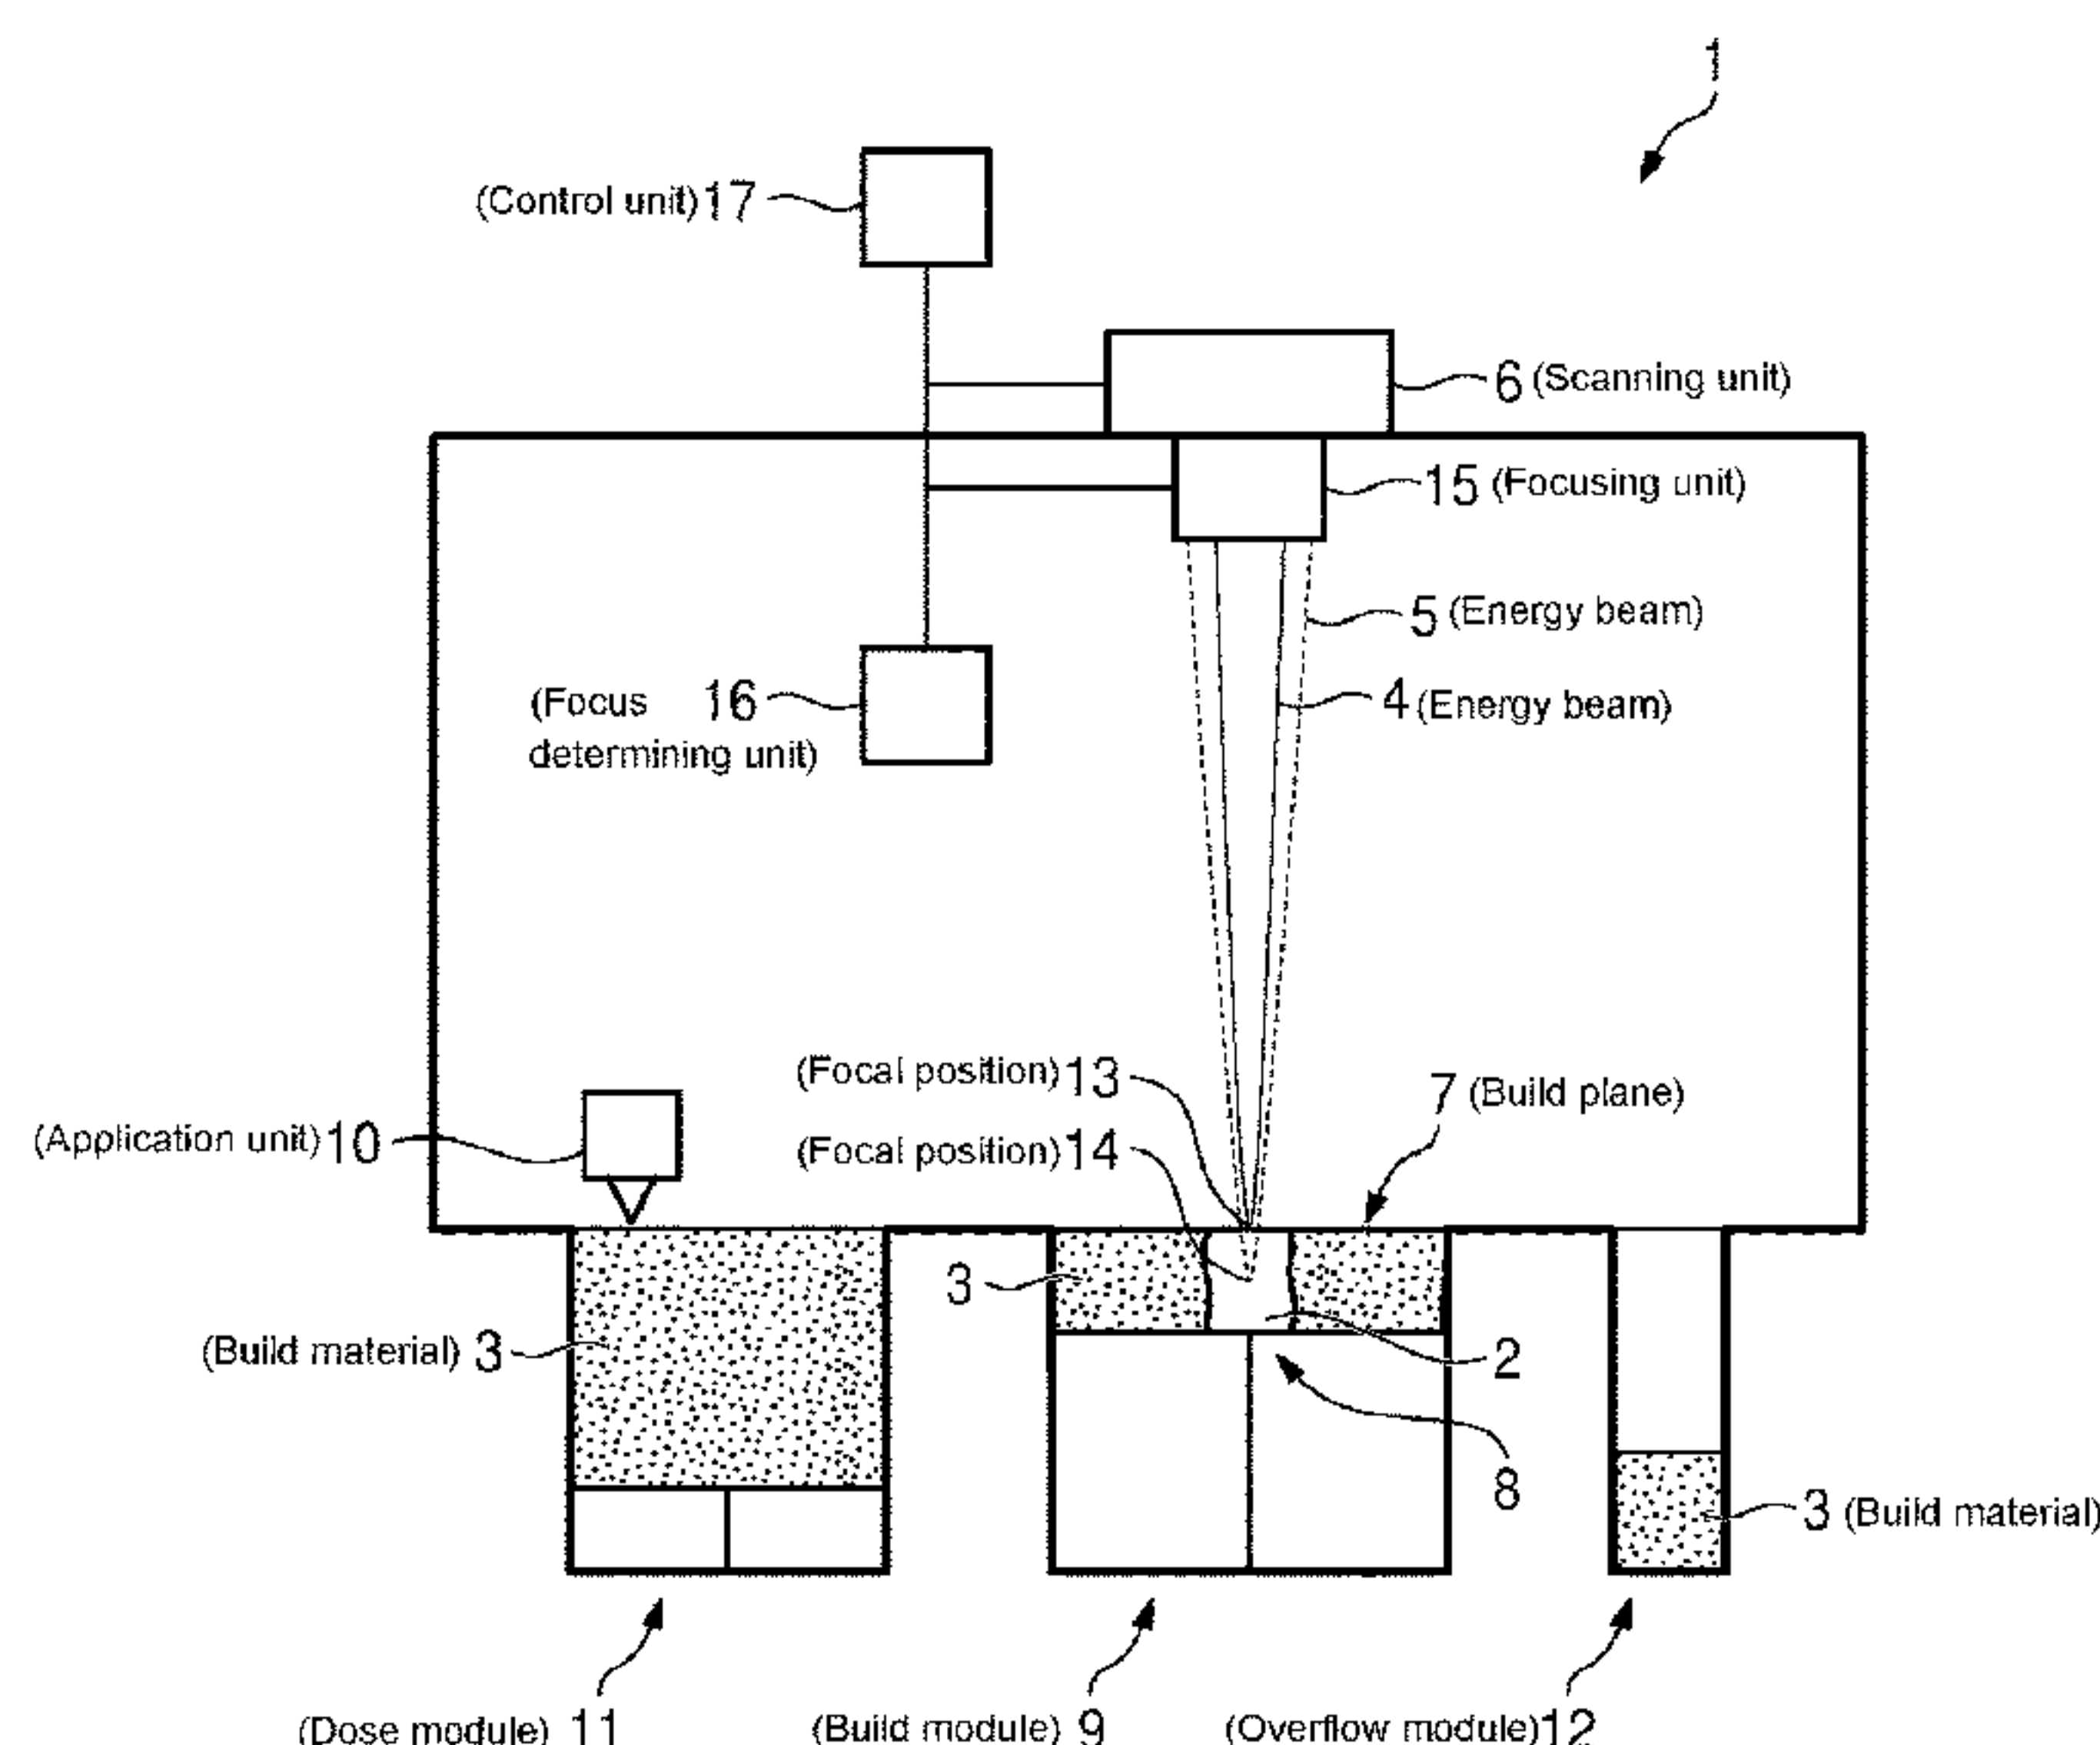 1
(Control unit) 17
6 (Scanning unit)
15 (Focusing unit)
5 (Energy beam)
(Focus 16
determining unit)
4 (Energy beam)
(Focal position) 13
7 (Build plane)
(Application unit) 10
(Focal position) 14
3
(Build material) 3
2
8
3 (Build material)
(Dose module) 11
(Build module) 9
(Overflow module) 12